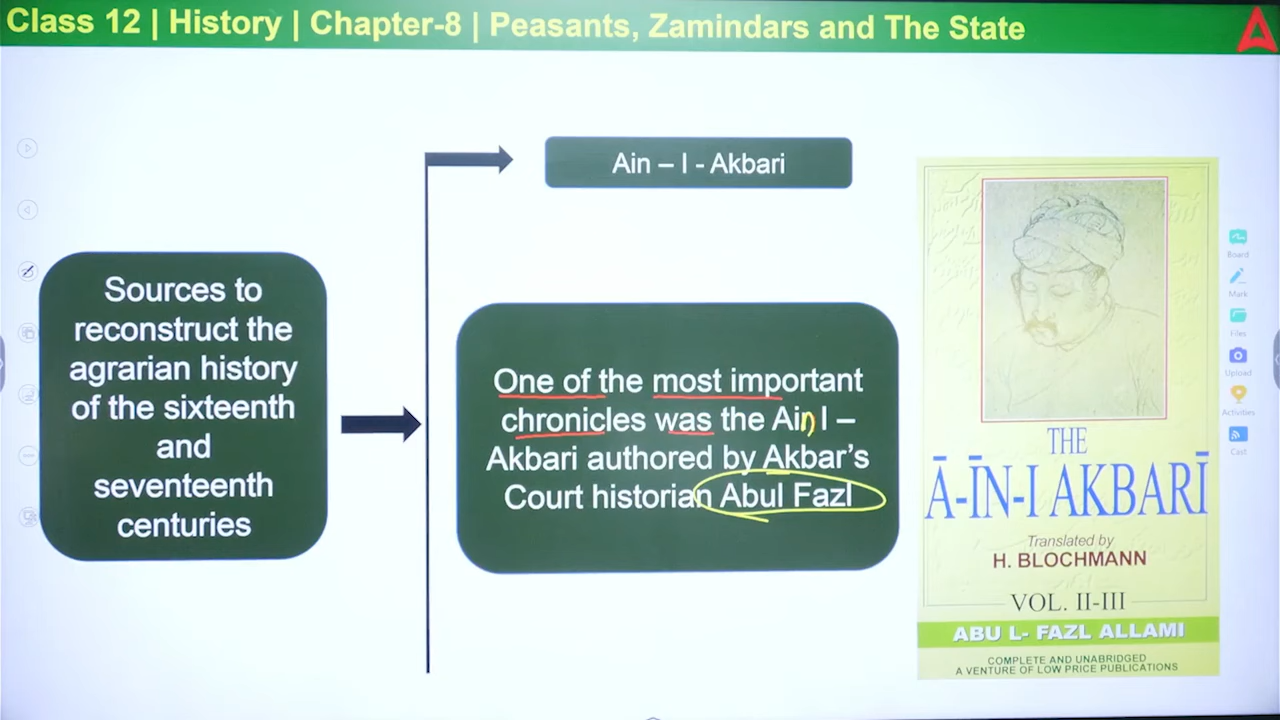 Class 12 | History | Chapter-8 | Peasants, Zamindars and The State
Ain – I - Akbari
Sources to
reconstruct the
agrarian history
of the sixteenth
and
seventeenth
centuries
One of the most important
chronicles was the Ain I –
Akbari authored by Akbar's
Court historian Abul Fazl
THE
Ā-ĪN-I AKBARĪ
Translated by
H. BLOCHMANN
VOL. II-III
ABU L- FAZL ALLAMI
COMPLETE AND UNABRIDGED
A VENTURE OF LOW PRICE PUBLICATIONS
Board
Mark
Files
Upload
Activities
Cast